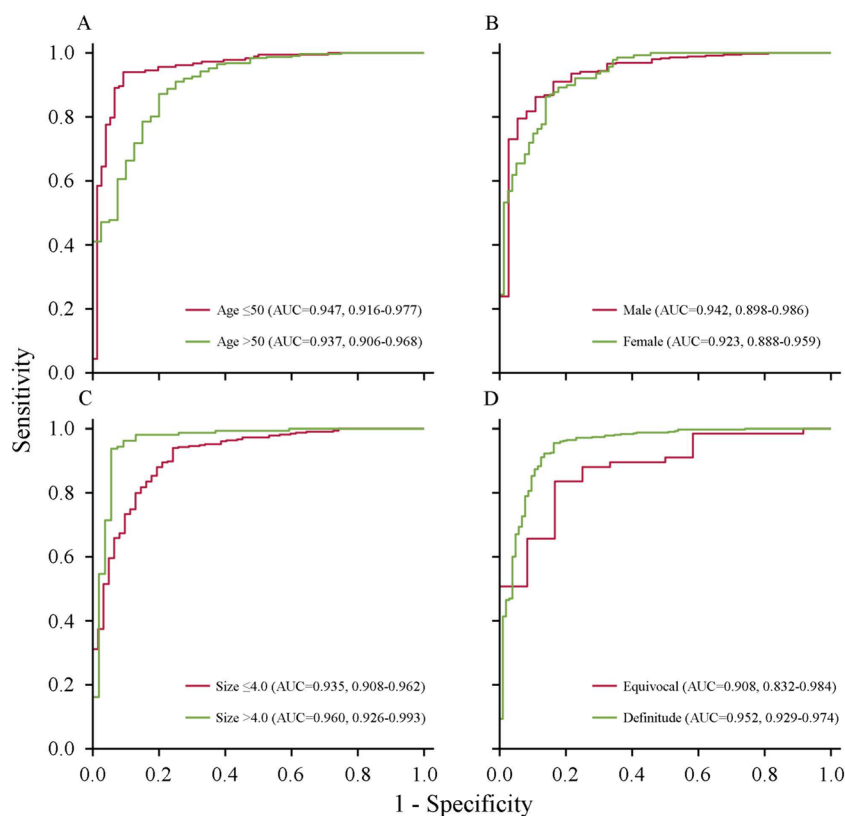 A
1.0
0.8
0.6
0.4
0.2
0.0
Age ≤50 (AUC=0.947, 0.916-0.977)
Age >50 (AUC=0.937, 0.906-0.968)
B
Male (AUC=0.942, 0.898-0.986)
Female (AUC=0.923, 0.888-0.959)
Sensitivity
C
1.0
0.8
0.6
0.4
0.2
0.0
Size ≤4.0 (AUC=0.935, 0.908-0.962)
Size >4.0 (AUC=0.960, 0.926-0.993)
0.0 0.2 0.4 0.6 0.8 1.0
D
Equivocal (AUC=0.908, 0.832-0.984)
Definitude (AUC=0.952, 0.929-0.974)
0.0 0.2 0.4 0.6 0.8 1.0
1 - Specificity